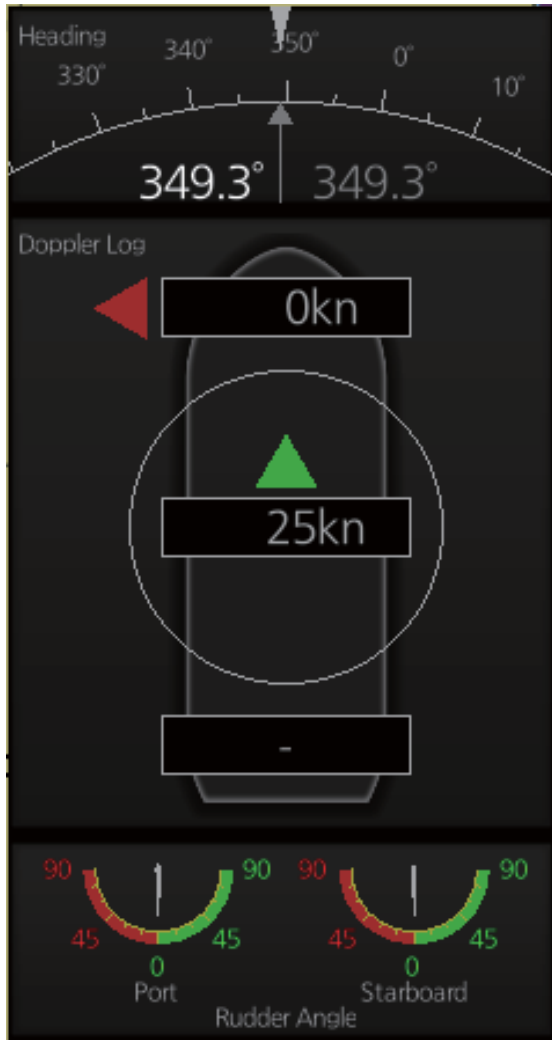 Heading
330° 340° 350° 0° 10°
349.3° 349.3°
Doppler Log
0kn
25kn
-
90 90 90 90
45 45 45 45
0 0
Port Starboard
Rudder Angle